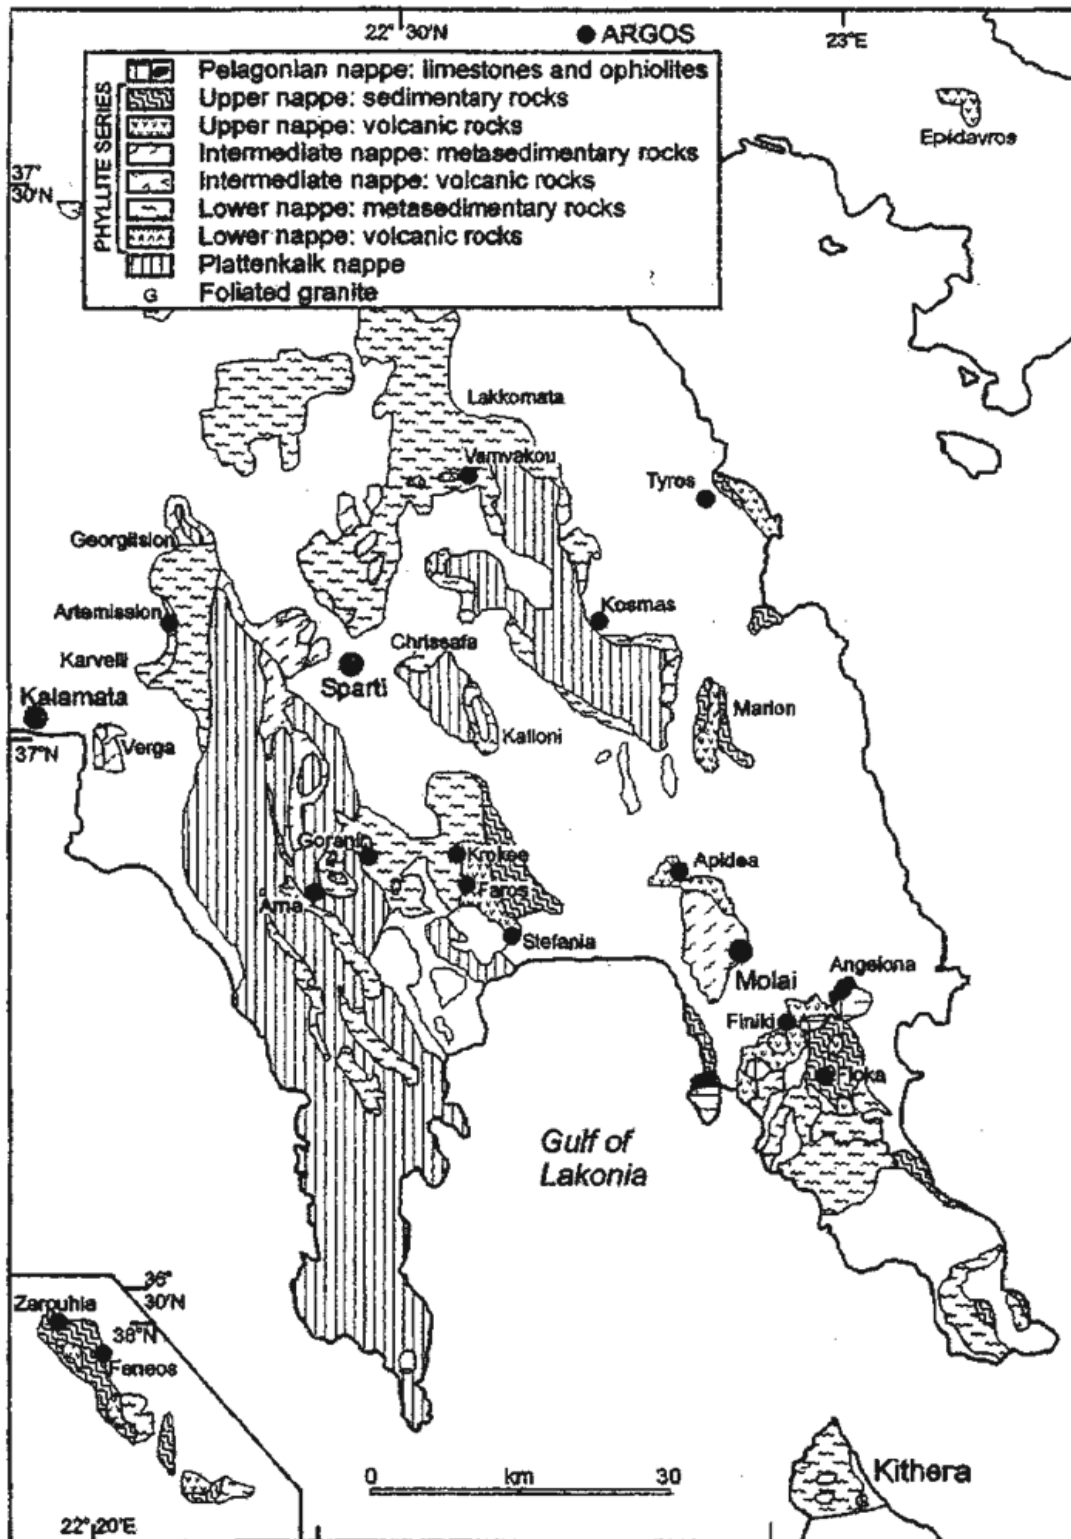 22° 30'N
ARGOS
23°E
Pelagonian nappe: limestones and ophiolites
Upper nappe: sedimentary rocks
Upper nappe: volcanic rocks
Intermediate nappe: metasedimentary rocks
Intermediate nappe: volcanic rocks
Lower nappe: metasedimentary rocks
Lower nappe: volcanic rocks
Plattenkalk nappe
G Foliated granite
PHYLLITE SERIES
Epidavros
37°
30'N
Lakkomata
Vamvakou
Tyros
Georgitsion
Artemission
Kosmas
Karvelli
Chrissafa
Sparti
Kalamata
Marion
Kalloni
Verga
37°N
Gorani
Krokee
Apidea
Faros
Arna
Stefania
Molai
Angelona
Finiki
Gulf of
Lakonia
36°
30'N
Zarouhla
38°N
Feneos
0 km 30
Kithera
G
22° 20'E